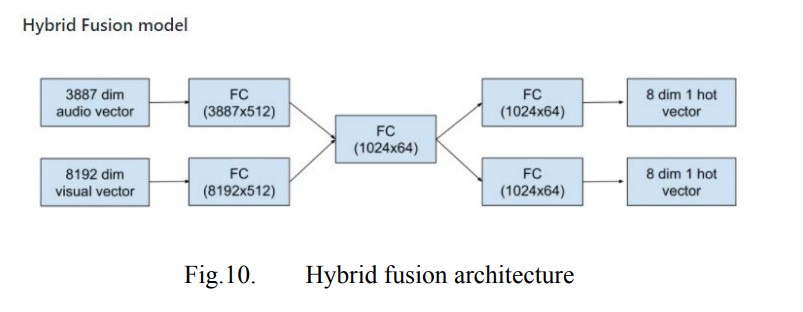 Hybrid Fusion model
3887 dim
audio vector
FC
(3887x512)
8192 dim
visual vector
FC
(8192x512)
FC
(1024x64)
FC
(1024x64)
8 dim 1 hot
vector
FC
(1024x64)
8 dim 1 hot
vector
Fig.10. Hybrid fusion architecture